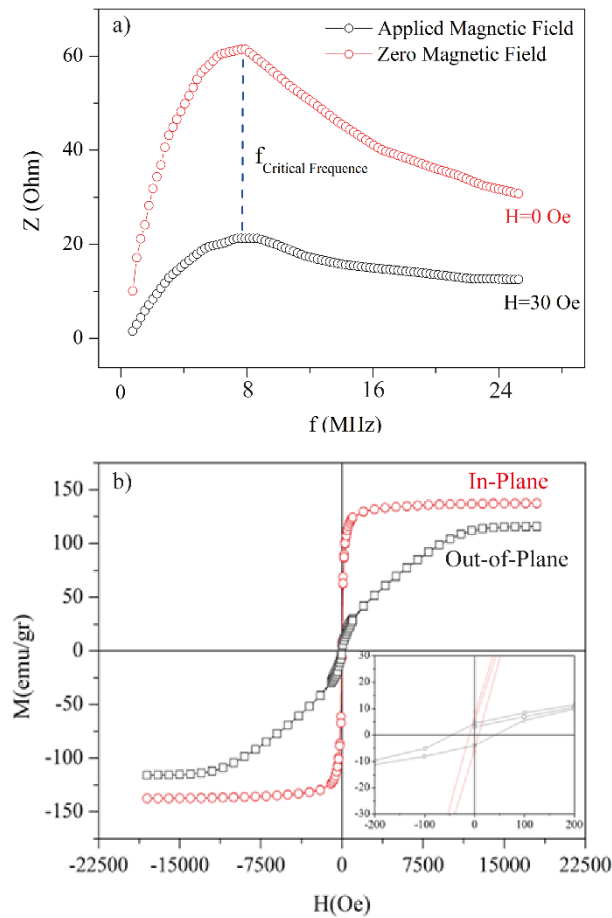 a)
Applied Magnetic Field
Zero Magnetic Field
60
40
20
0
Z (Ohm)
f Critical Frequence
H=0 Oe
H=30 Oe
0 8 16 24
f (MHz)
b)
In-Plane
Out-of-Plane
150
100
50
0
-50
-100
-150
M(emu/gr)
30
20
10
0
-10
-20
-30
-200 -100 0 100 200
-22500 -15000 -7500 0 7500 15000 22500
H(Oe)